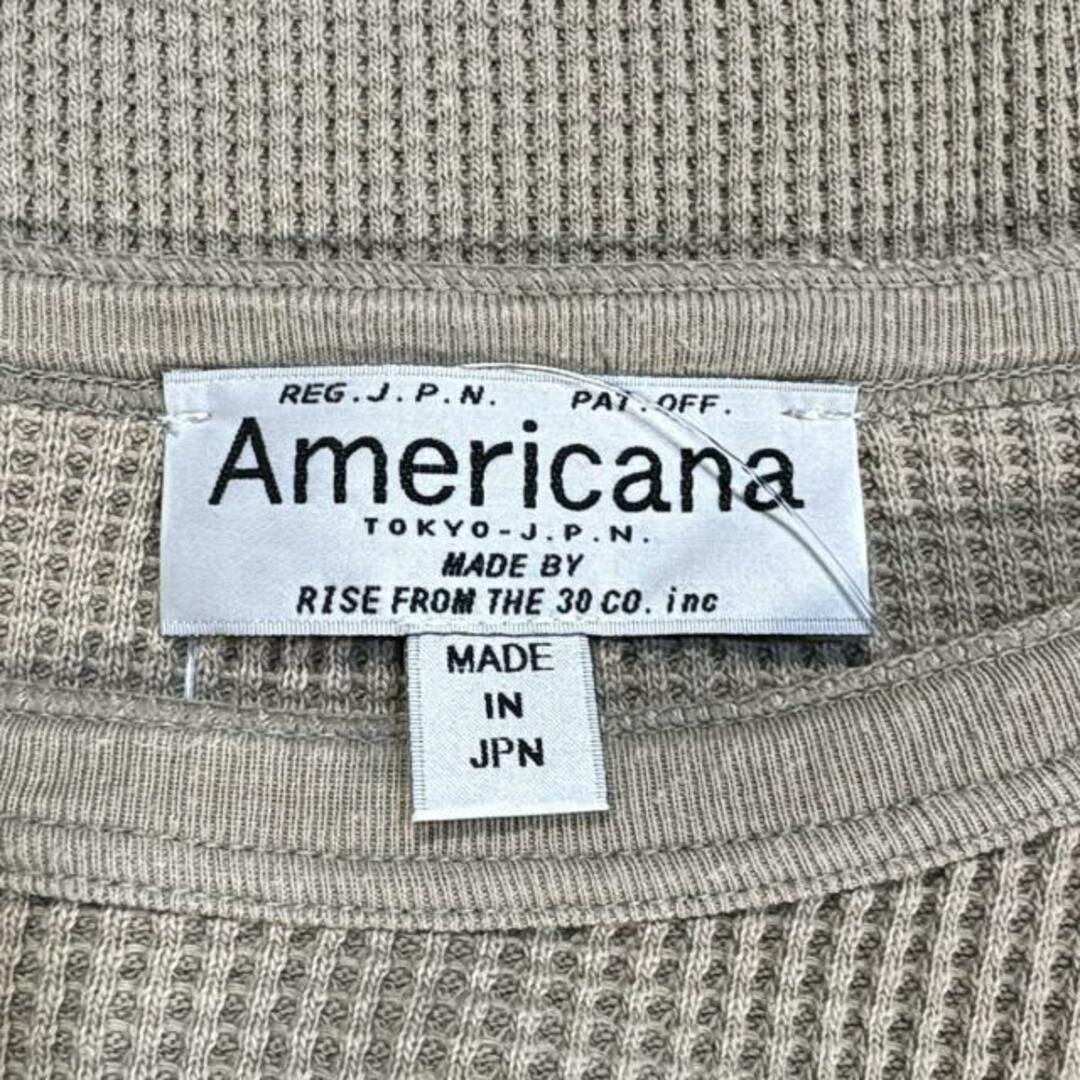 REG.J.P.N. PAT.OFF.
Americana
TOKYO-J.P.N.
MADE BY
RISE FROM THE 30 CO. inc
MADE
IN
JPN